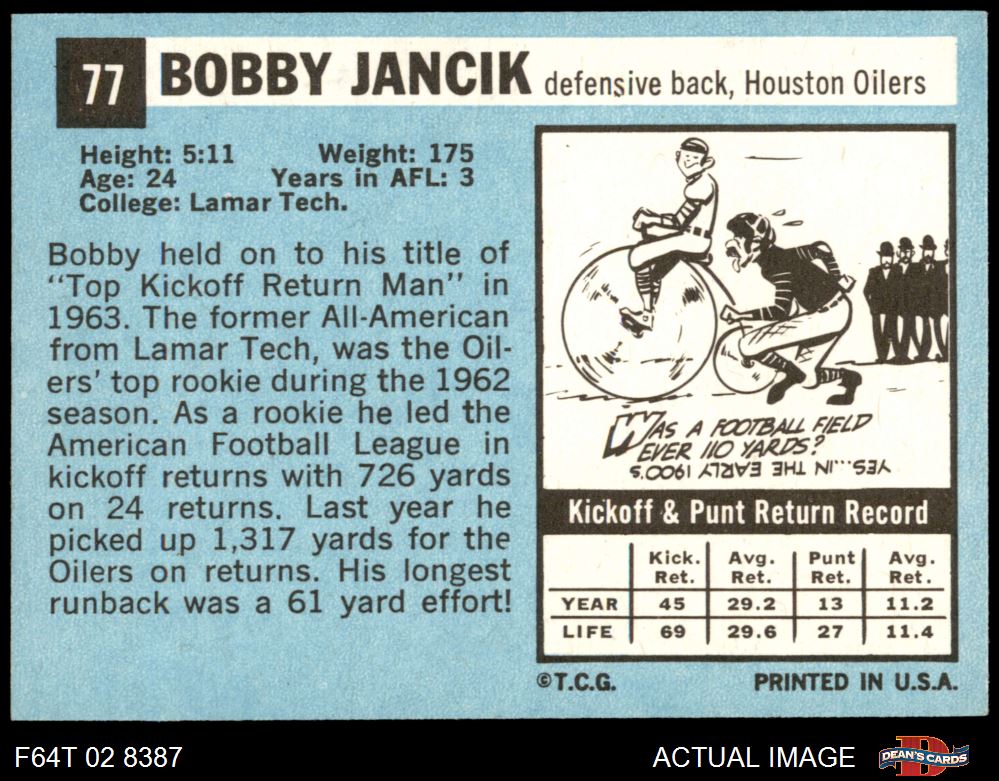 77 BOBBY JANCIK defensive back, Houston Oilers
Height: 5:11 Weight: 175
Age: 24 Years in AFL: 3
College: Lamar Tech.
Bobby held on to his title of
"Top Kickoff Return Man" in
1963. The former All-American
from Lamar Tech, was the Oil-
ers' top rookie during the 1962
season. As a rookie he led the
American Football League in
kickoff returns with 726 yards
on 24 returns. Last year he
picked up 1,317 yards for the
Oilers on returns. His longest
runback was a 61 yard effort!
WAS A FOOTBALL FIELD
EVER 110 YARDS?
YES...IN THE EARLY 1900'S.
Kickoff & Punt Return Record
Kick. Avg. Punt Avg.
Ret. Ret. Ret. Ret.
YEAR 45 29.2 13 11.2
LIFE 69 29.6 27 11.4
©T.C.G. PRINTED IN U.S.A.
F64T 02 8387 ACTUAL IMAGE DEAN'S CARDS